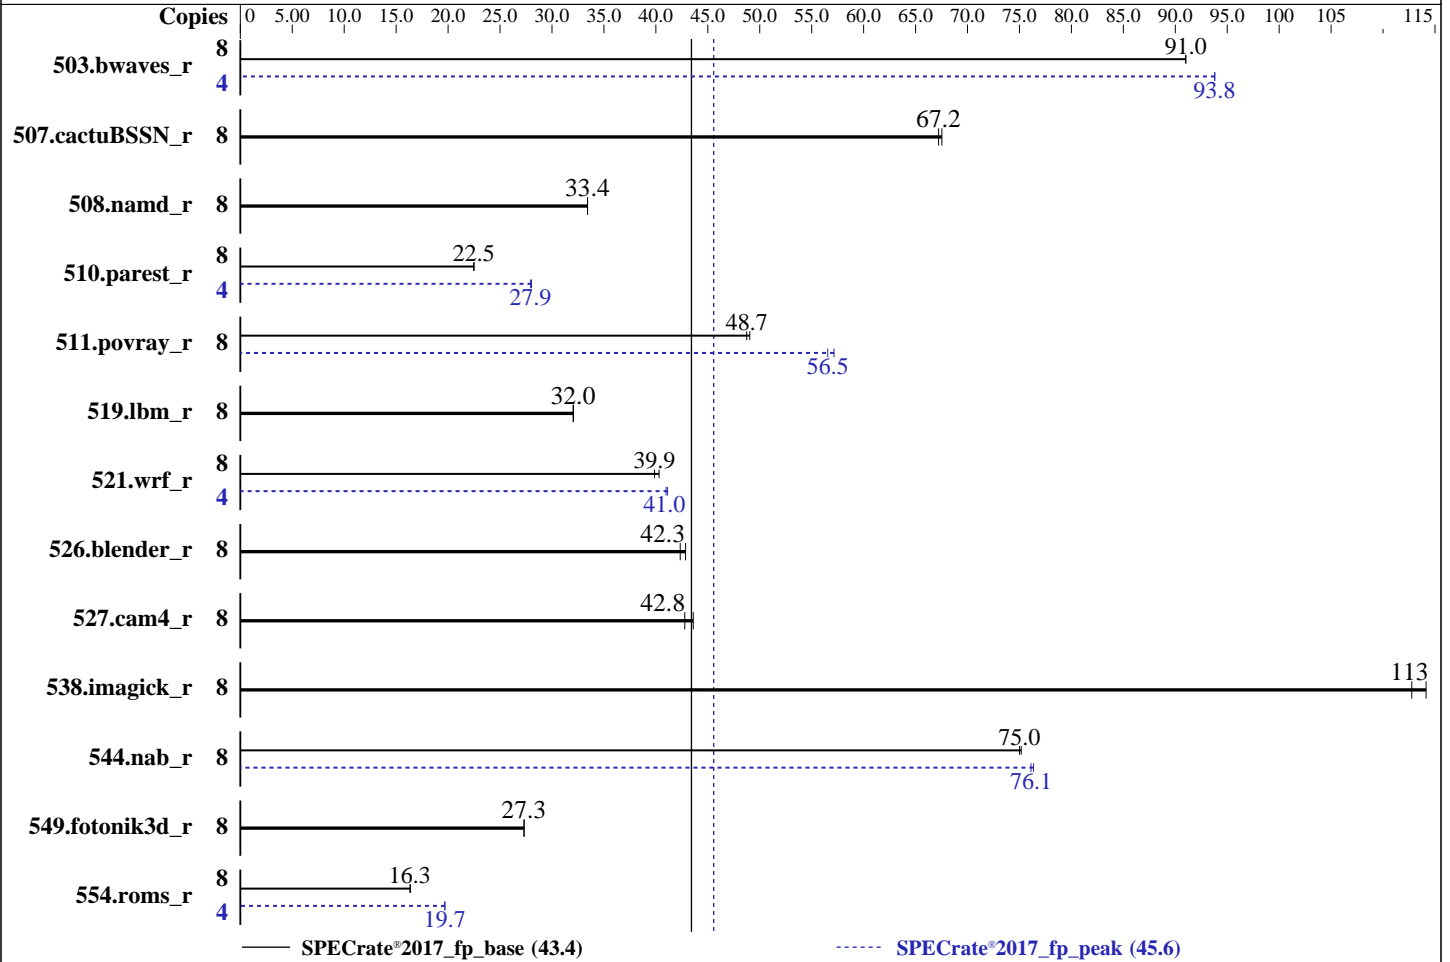 Copies 0 5.00 10.0 15.0 20.0 25.0 30.0 35.0 40.0 45.0 50.0 55.0 60.0 65.0 70.0 75.0 80.0 85.0 90.0 95.0 100 105 115
503.bwaves_r 8 91.0
4 93.8
507.cactuBSSN_r 8 67.2
508.namd_r 8 33.4
510.parest_r 8 22.5
4 27.9
511.povray_r 8 48.7
56.5
519.lbm_r 8 32.0
521.wrf_r 8 39.9
4 41.0
526.blender_r 8 42.3
527.cam4_r 8 42.8
538.imagick_r 8 113
544.nab_r 8 75.0
76.1
549.fotonik3d_r 8 27.3
554.roms_r 8 16.3
4 19.7
SPECrate®2017_fp_base (43.4) SPECrate®2017_fp_peak (45.6)